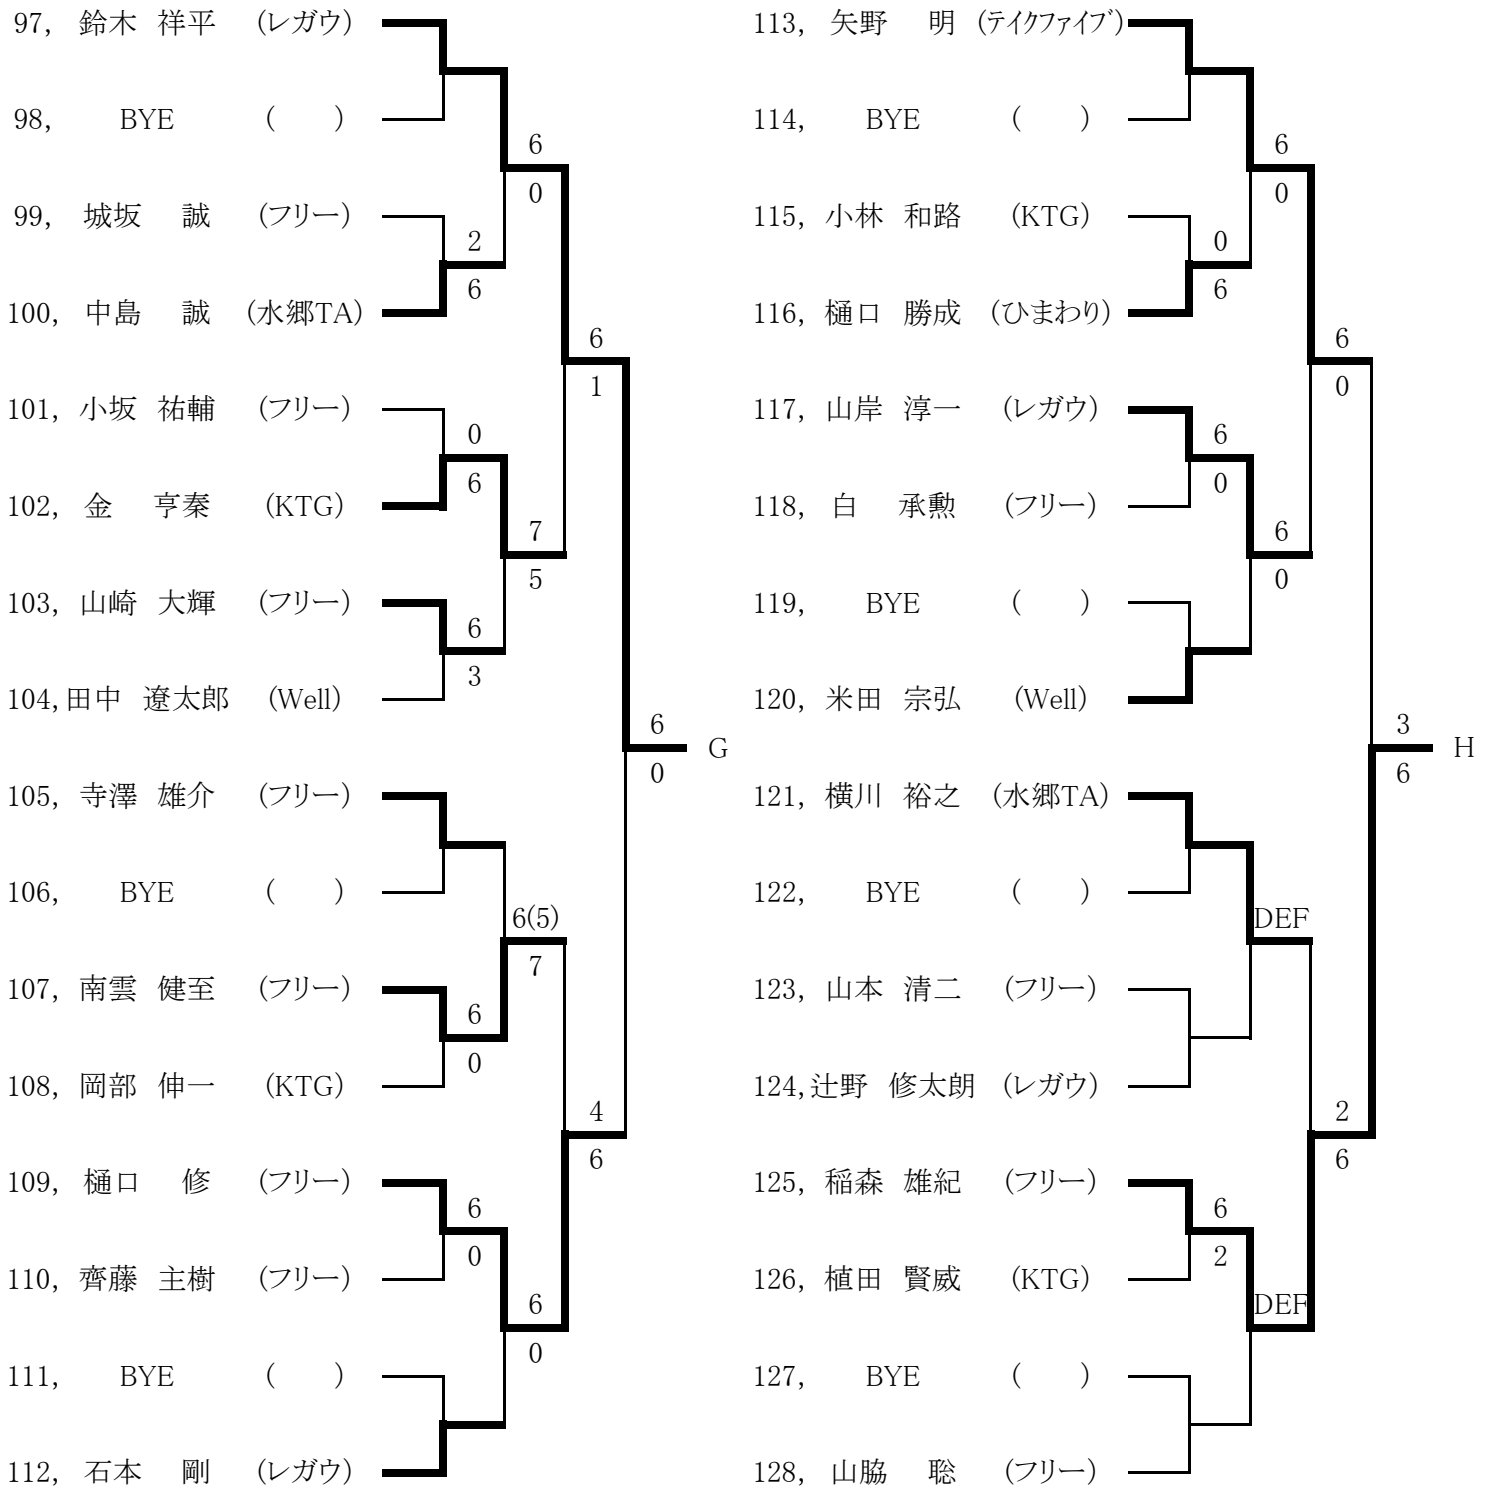 97, 鈴木 祥平 (レガウ)
98, BYE ( )
6
0
99, 城坂 誠 (フリー)
2
6
100, 中島 誠 (水郷TA)
6
1
101, 小坂 祐輔 (フリー)
0
6
102, 金 亨秦 (KTG)
7
5
103, 山崎 大輝 (フリー)
6
3
104, 田中 遼太郎 (Well)
6
0
G
105, 寺澤 雄介 (フリー)
106, BYE ( )
6(5)
7
107, 南雲 健至 (フリー)
6
0
108, 岡部 伸一 (KTG)
4
6
109, 樋口 修 (フリー)
6
0
110, 齊藤 主樹 (フリー)
6
0
111, BYE ( )
112, 石本 剛 (レガウ)
113, 矢野 明 (テイクファイブ)
114, BYE ( )
6
0
115, 小林 和路 (KTG)
0
6
116, 樋口 勝成 (ひまわり)
6
0
117, 山岸 淳一 (レガウ)
6
0
118, 白 承勲 (フリー)
6
0
119, BYE ( )
120, 米田 宗弘 (Well)
3
6
H
121, 横川 裕之 (水郷TA)
122, BYE ( )
DEF
123, 山本 清二 (フリー)
124, 辻野 修太朗 (レガウ)
2
6
125, 稲森 雄紀 (フリー)
6
2
126, 植田 賢威 (KTG)
DEF
127, BYE ( )
128, 山脇 聡 (フリー)